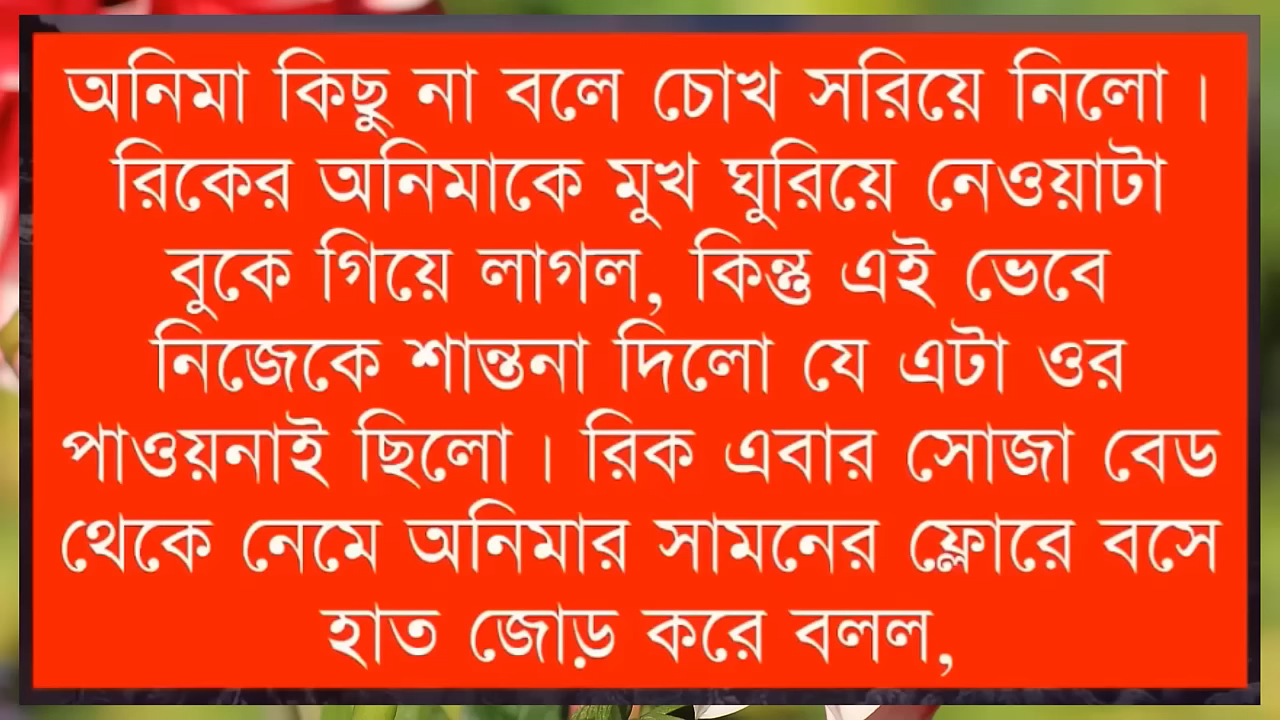 অনিমা কিছু না বলে চোখ সরিয়ে নিলো।
রিকের অনিমাকে মুখ ঘুরিয়ে নেওয়াটা
বুকে গিয়ে লাগল, কিন্তু এই ভেবে
নিজেকে শান্তনা দিলো যে এটা ওর
পাওয়নাই ছিলো। রিক এবার সোজা বেড
থেকে নেমে অনিমার সামনের ফ্লোরে বসে
হাত জোড় করে বলল,